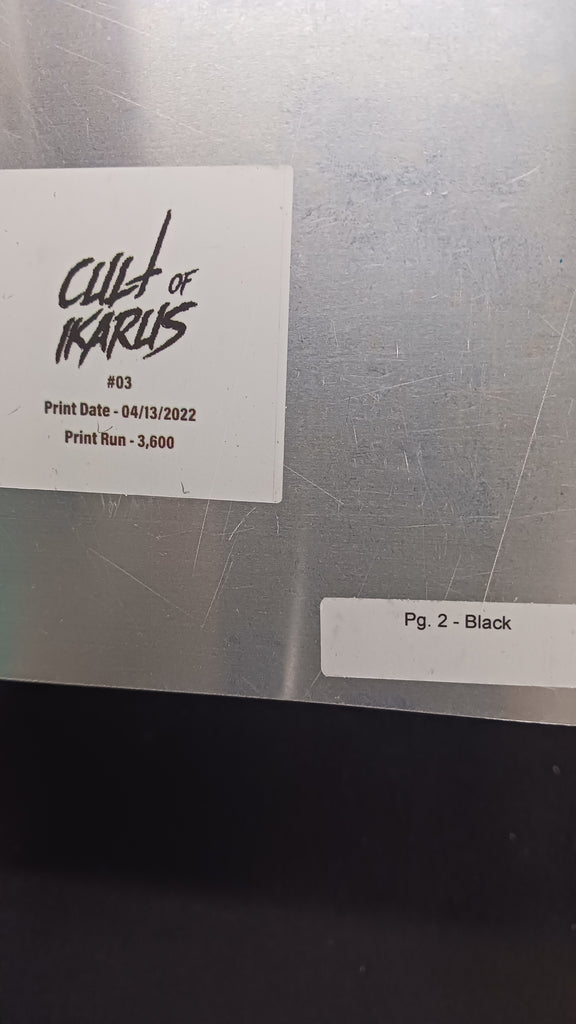 CULT OF
IKARUS
#03
Print Date - 04/13/2022
Print Run - 3,600
Pg. 2 - Black